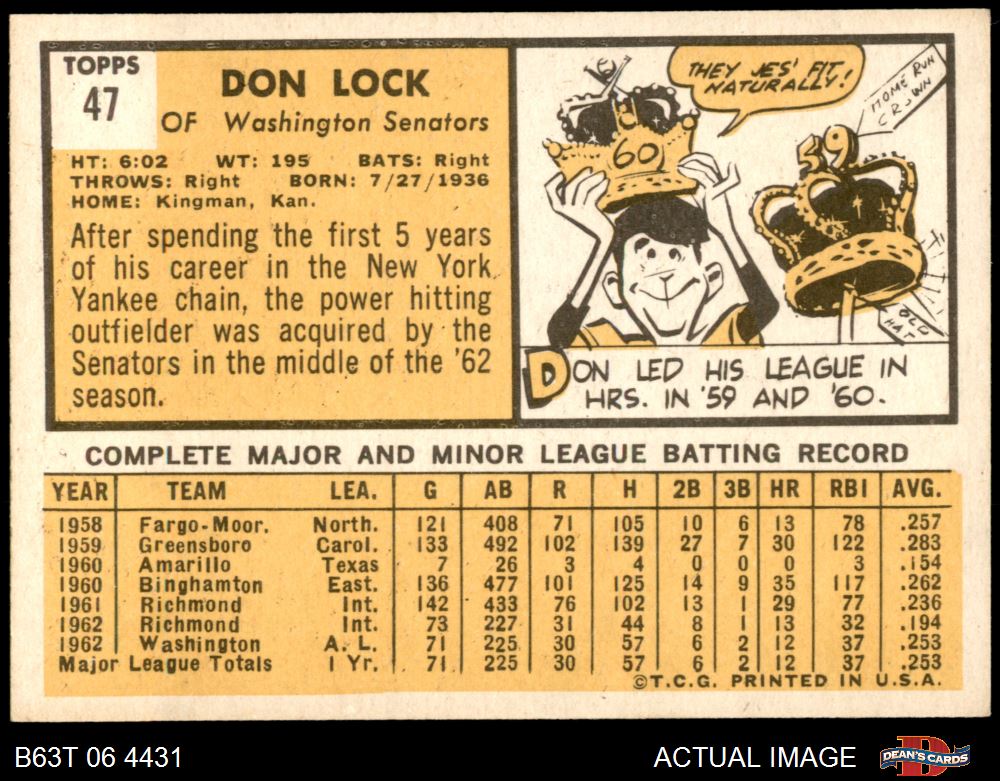 TOPPS
47
DON LOCK
OF Washington Senators
HT: 6:02 WT: 195 BATS: Right
THROWS: Right BORN: 7/27/1936
HOME: Kingman, Kan.
After spending the first 5 years
of his career in the New York
Yankee chain, the power hitting
outfielder was acquired by the
Senators in the middle of the '62
season.
THEY JES' FIT
NATURALLY!
HOME RUN
CROWN
60
59
OLD
HAT
DON LED HIS LEAGUE IN
HRS. IN '59 AND '60.
COMPLETE MAJOR AND MINOR LEAGUE BATTING RECORD
YEAR TEAM LEA. G AB R H 2B 3B HR RBI AVG.
1958 Fargo-Moor. North. 121 408 71 105 10 6 13 78 .257
1959 Greensboro Carol. 133 492 102 139 27 7 30 122 .283
1960 Amarillo Texas 7 26 3 4 0 0 0 3 .154
1960 Binghamton East. 136 477 101 125 14 9 35 117 .262
1961 Richmond Int. 142 433 76 102 13 1 29 77 .236
1962 Richmond Int. 73 227 31 44 8 1 13 32 .194
1962 Washington A. L. 71 225 30 57 6 2 12 37 .253
Major League Totals 1 Yr. 71 225 30 57 6 2 12 37 .253
©T.C.G. PRINTED IN U.S.A.
B63T 06 4431
ACTUAL IMAGE
DEAN'S CARDS